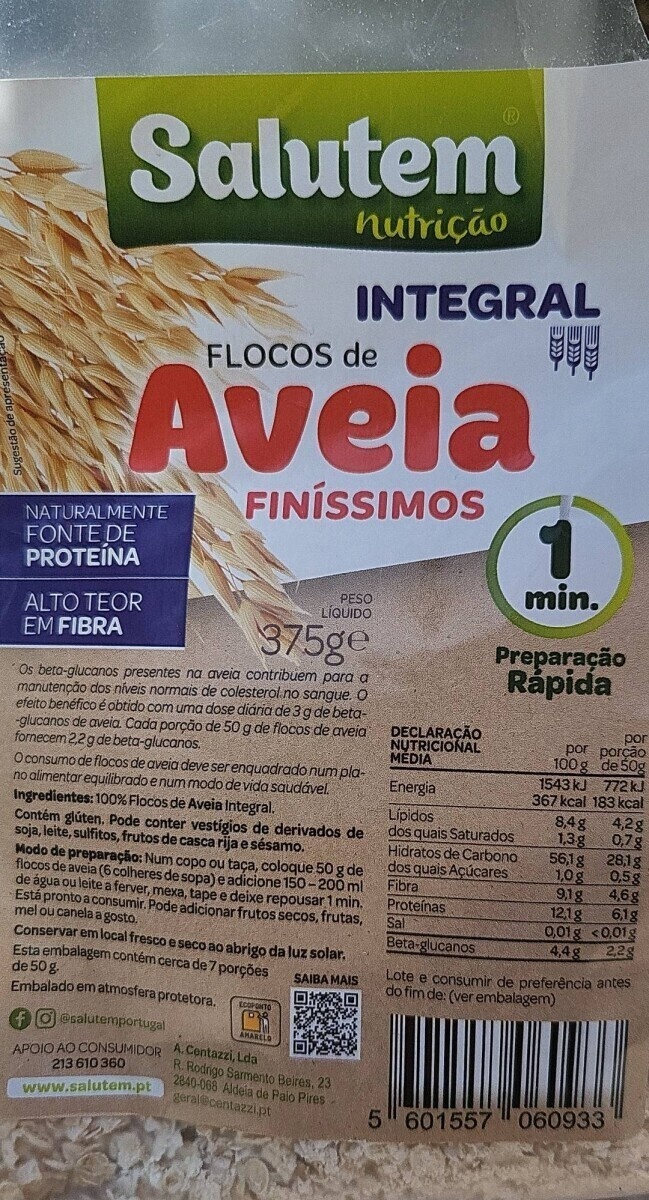 Salutem®
nutrição
INTEGRAL
FLOCOS de
Aveia
FINÍSSIMOS
Sugestão de apresentação
NATURALMENTE
FONTE DE
PROTEÍNA
ALTO TEOR
EM FIBRA
1
min.
Preparação
Rápida
PESO
LÍQUIDO
375g℮
Os beta-glucanos presentes na aveia contribuem para a
manutenção dos níveis normais de colesterol no sangue. O
efeito benéfico é obtido com uma dose diária de 3 g de beta-
-glucanos de aveia. Cada porção de 50 g de flocos de aveia
fornecem 2,2 g de beta-glucanos.
O consumo de flocos de aveia deve ser enquadrado num pla-
no alimentar equilibrado e num modo de vida saudável.
Ingredientes: 100% Flocos de Aveia Integral.
Contém glúten. Pode conter vestígios de derivados de
soja, leite, sulfitos, frutos de casca rija e sésamo.
Modo de preparação: Num copo ou taça, coloque 50 g de
flocos de aveia (6 colheres de sopa) e adicione 150 – 200 ml
de água ou leite a ferver, mexa, tape e deixe repousar 1 min.
Está pronto a consumir. Pode adicionar frutos secos, frutas,
mel ou canela a gosto.
Conservar em local fresco e seco ao abrigo da luz solar.
Esta embalagem contém cerca de 7 porções
de 50 g.
Embalado em atmosfera protetora.
@salutemportugal
APOIO AO CONSUMIDOR
213 610 360
www.salutem.pt
SAIBA MAIS
ECOPONTO
AMARELO
A. Centazzi, Lda
R. Rodrigo Sarmento Beires, 23
2840-068 Aldeia de Paio Pires
geral@centazzi.pt
DECLARAÇÃO
NUTRICIONAL
MÉDIA
por 100 g
por porção de 50g
Energia 1543 kJ 772 kJ
367 kcal 183 kcal
Lípidos 8,4 g 4,2 g
dos quais Saturados 1,3 g 0,7 g
Hidratos de Carbono 56,1 g 28,1 g
dos quais Açúcares 1,0 g 0,5 g
Fibra 9,1 g 4,6 g
Proteínas 12,1 g 6,1 g
Sal 0,01 g <0,01 g
Beta-glucanos 4,4 g 2,2 g
Lote e consumir de preferência antes
do fim de: (ver embalagem)
5 601557 060933